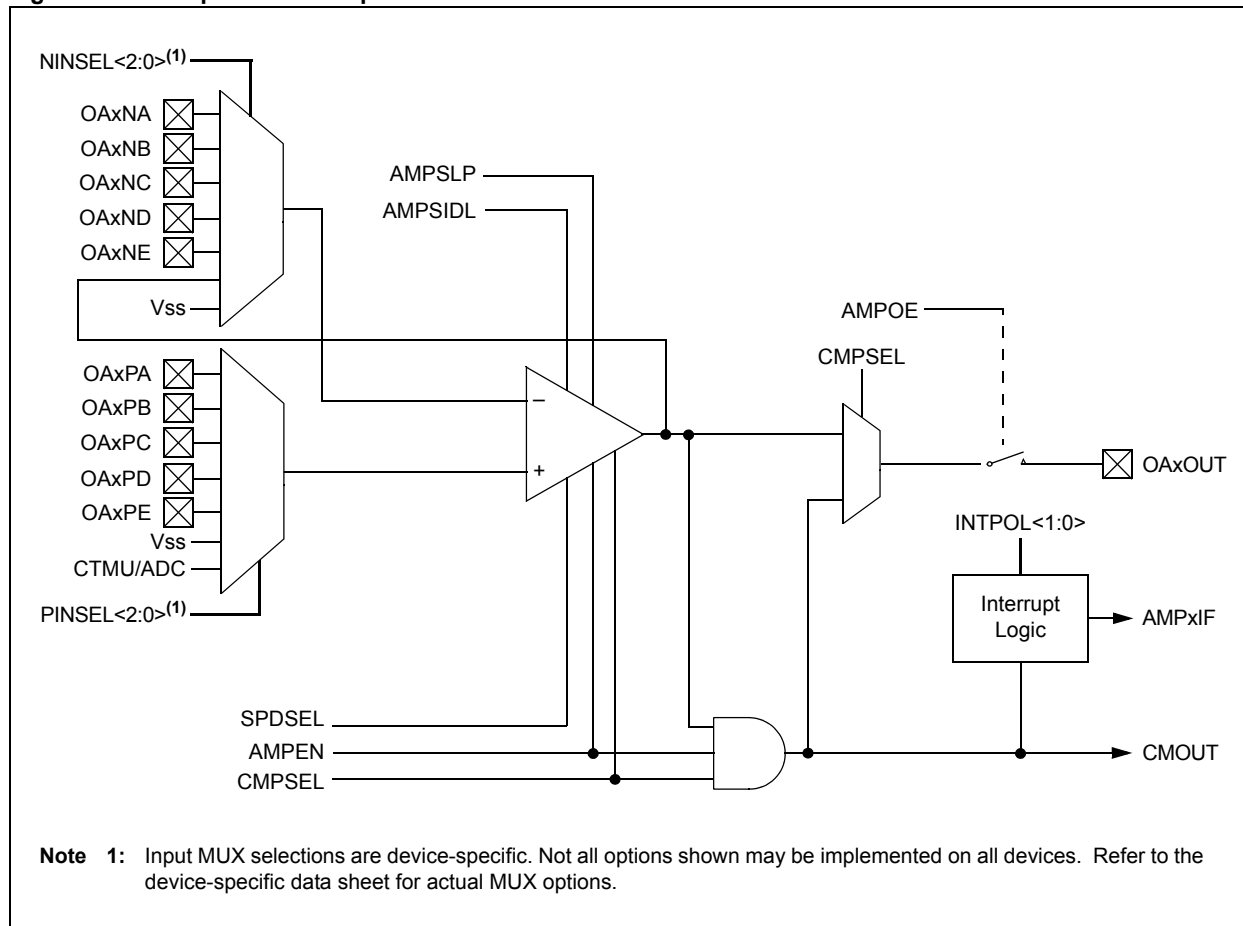 NINSEL<2:0>(1)
OAxNA
OAxNB
OAxNC
OAxND
OAxNE
Vss
AMPSLP
AMPSIDL
OAxPA
OAxPB
OAxPC
OAxPD
OAxPE
Vss
CTMU/ADC
PINSEL<2:0>(1)
–
+
AMPOE
CMPSEL
OAxOUT
INTPOL<1:0>
Interrupt
Logic
AMPxIF
SPDSEL
AMPEN
CMPSEL
CMOUT
Note 1: Input MUX selections are device-specific. Not all options shown may be implemented on all devices. Refer to the
device-specific data sheet for actual MUX options.